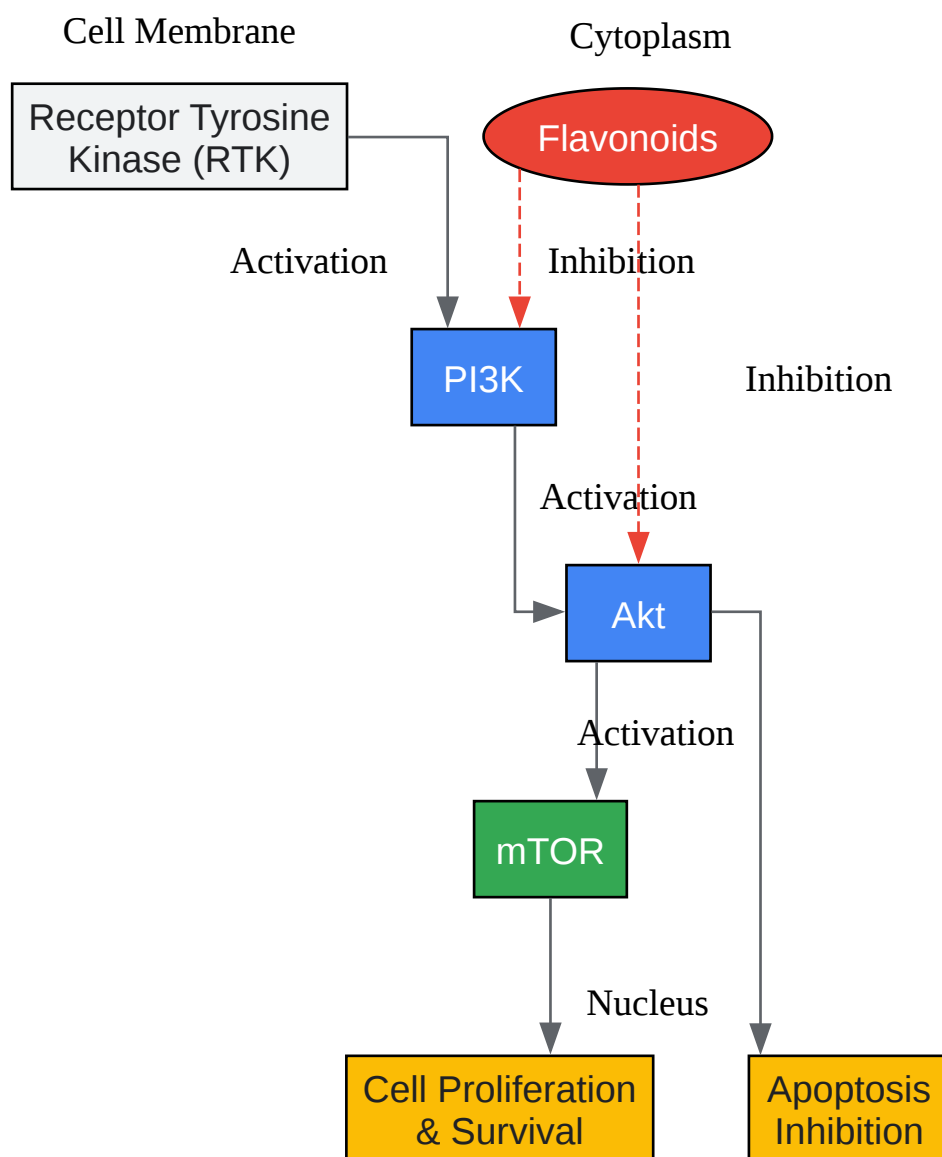 Cell Membrane
Cytoplasm
Receptor Tyrosine
Kinase (RTK)
Flavonoids
Activation
Inhibition
PI3K
Inhibition
Activation
Akt
Activation
mTOR
Nucleus
Cell Proliferation
& Survival
Apoptosis
Inhibition